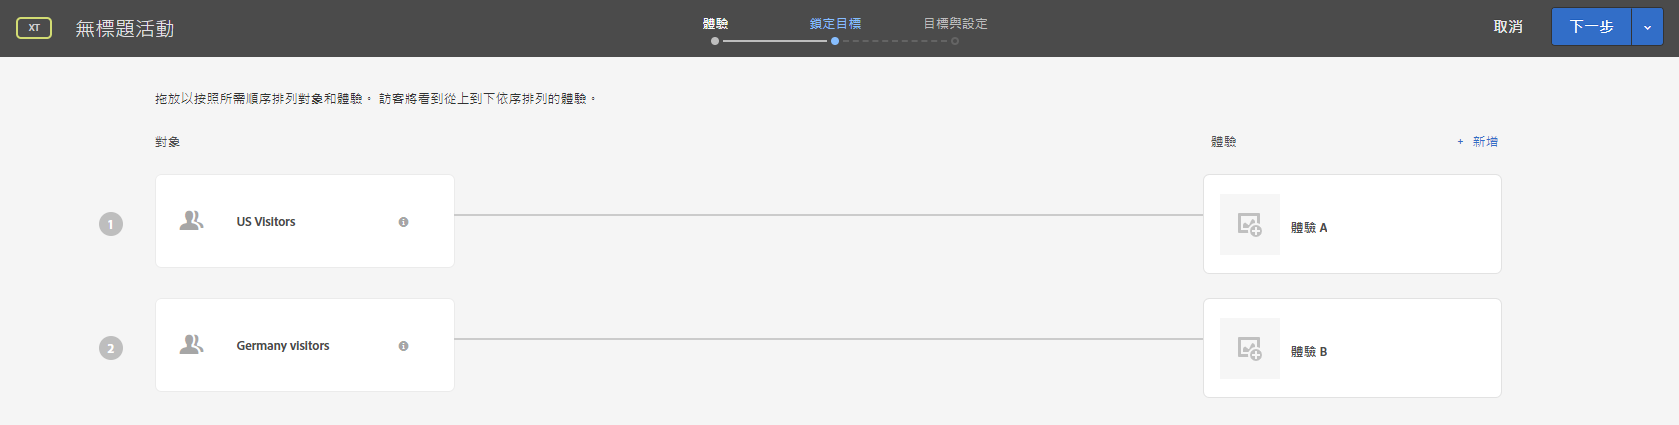 XT
無標題活動
體驗
鎖定目標
目標與設定
取消
下一步
拖放以按照所需順序排列對象和體驗。 訪客將看到從上到下依序排列的體驗。
對象
體驗
+ 新增
1
US Visitors
體驗 A
2
Germany visitors
體驗 B